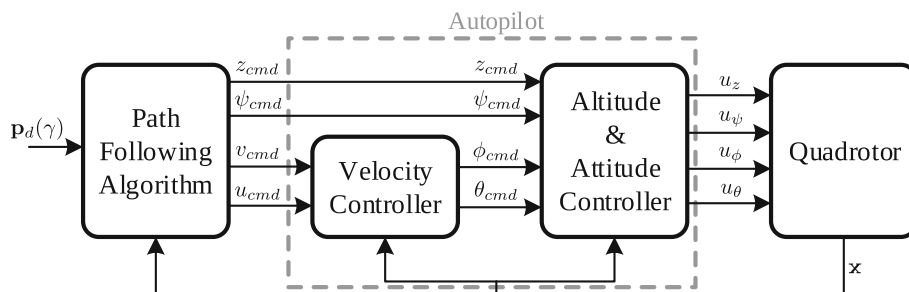 Autopilot
z_cmd
z_cmd
ψ_cmd
ψ_cmd
p_d(γ)
Path
Following
Algorithm
v_cmd
u_cmd
Velocity
Controller
ϕ_cmd
θ_cmd
Altitude
&
Attitude
Controller
u_z
u_ψ
u_ϕ
u_θ
Quadrotor
x